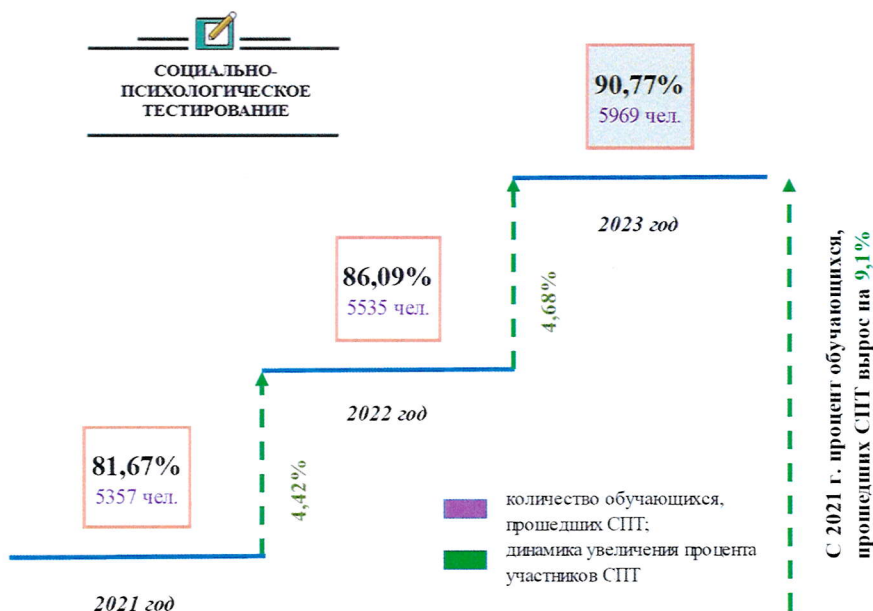 СОЦИАЛЬНО-
ПСИХОЛОГИЧЕСКОЕ
ТЕСТИРОВАНИЕ
90,77%
5969 чел.
2023 год
86,09%
5535 чел.
4,68%
2022 год
81,67%
5357 чел.
4,42%
2021 год
количество обучающихся,
прошедших СПТ;
динамика увеличения процента
участников СПТ
С 2021 г. процент обучающихся,
прошедших СПТ вырос на 9,1%